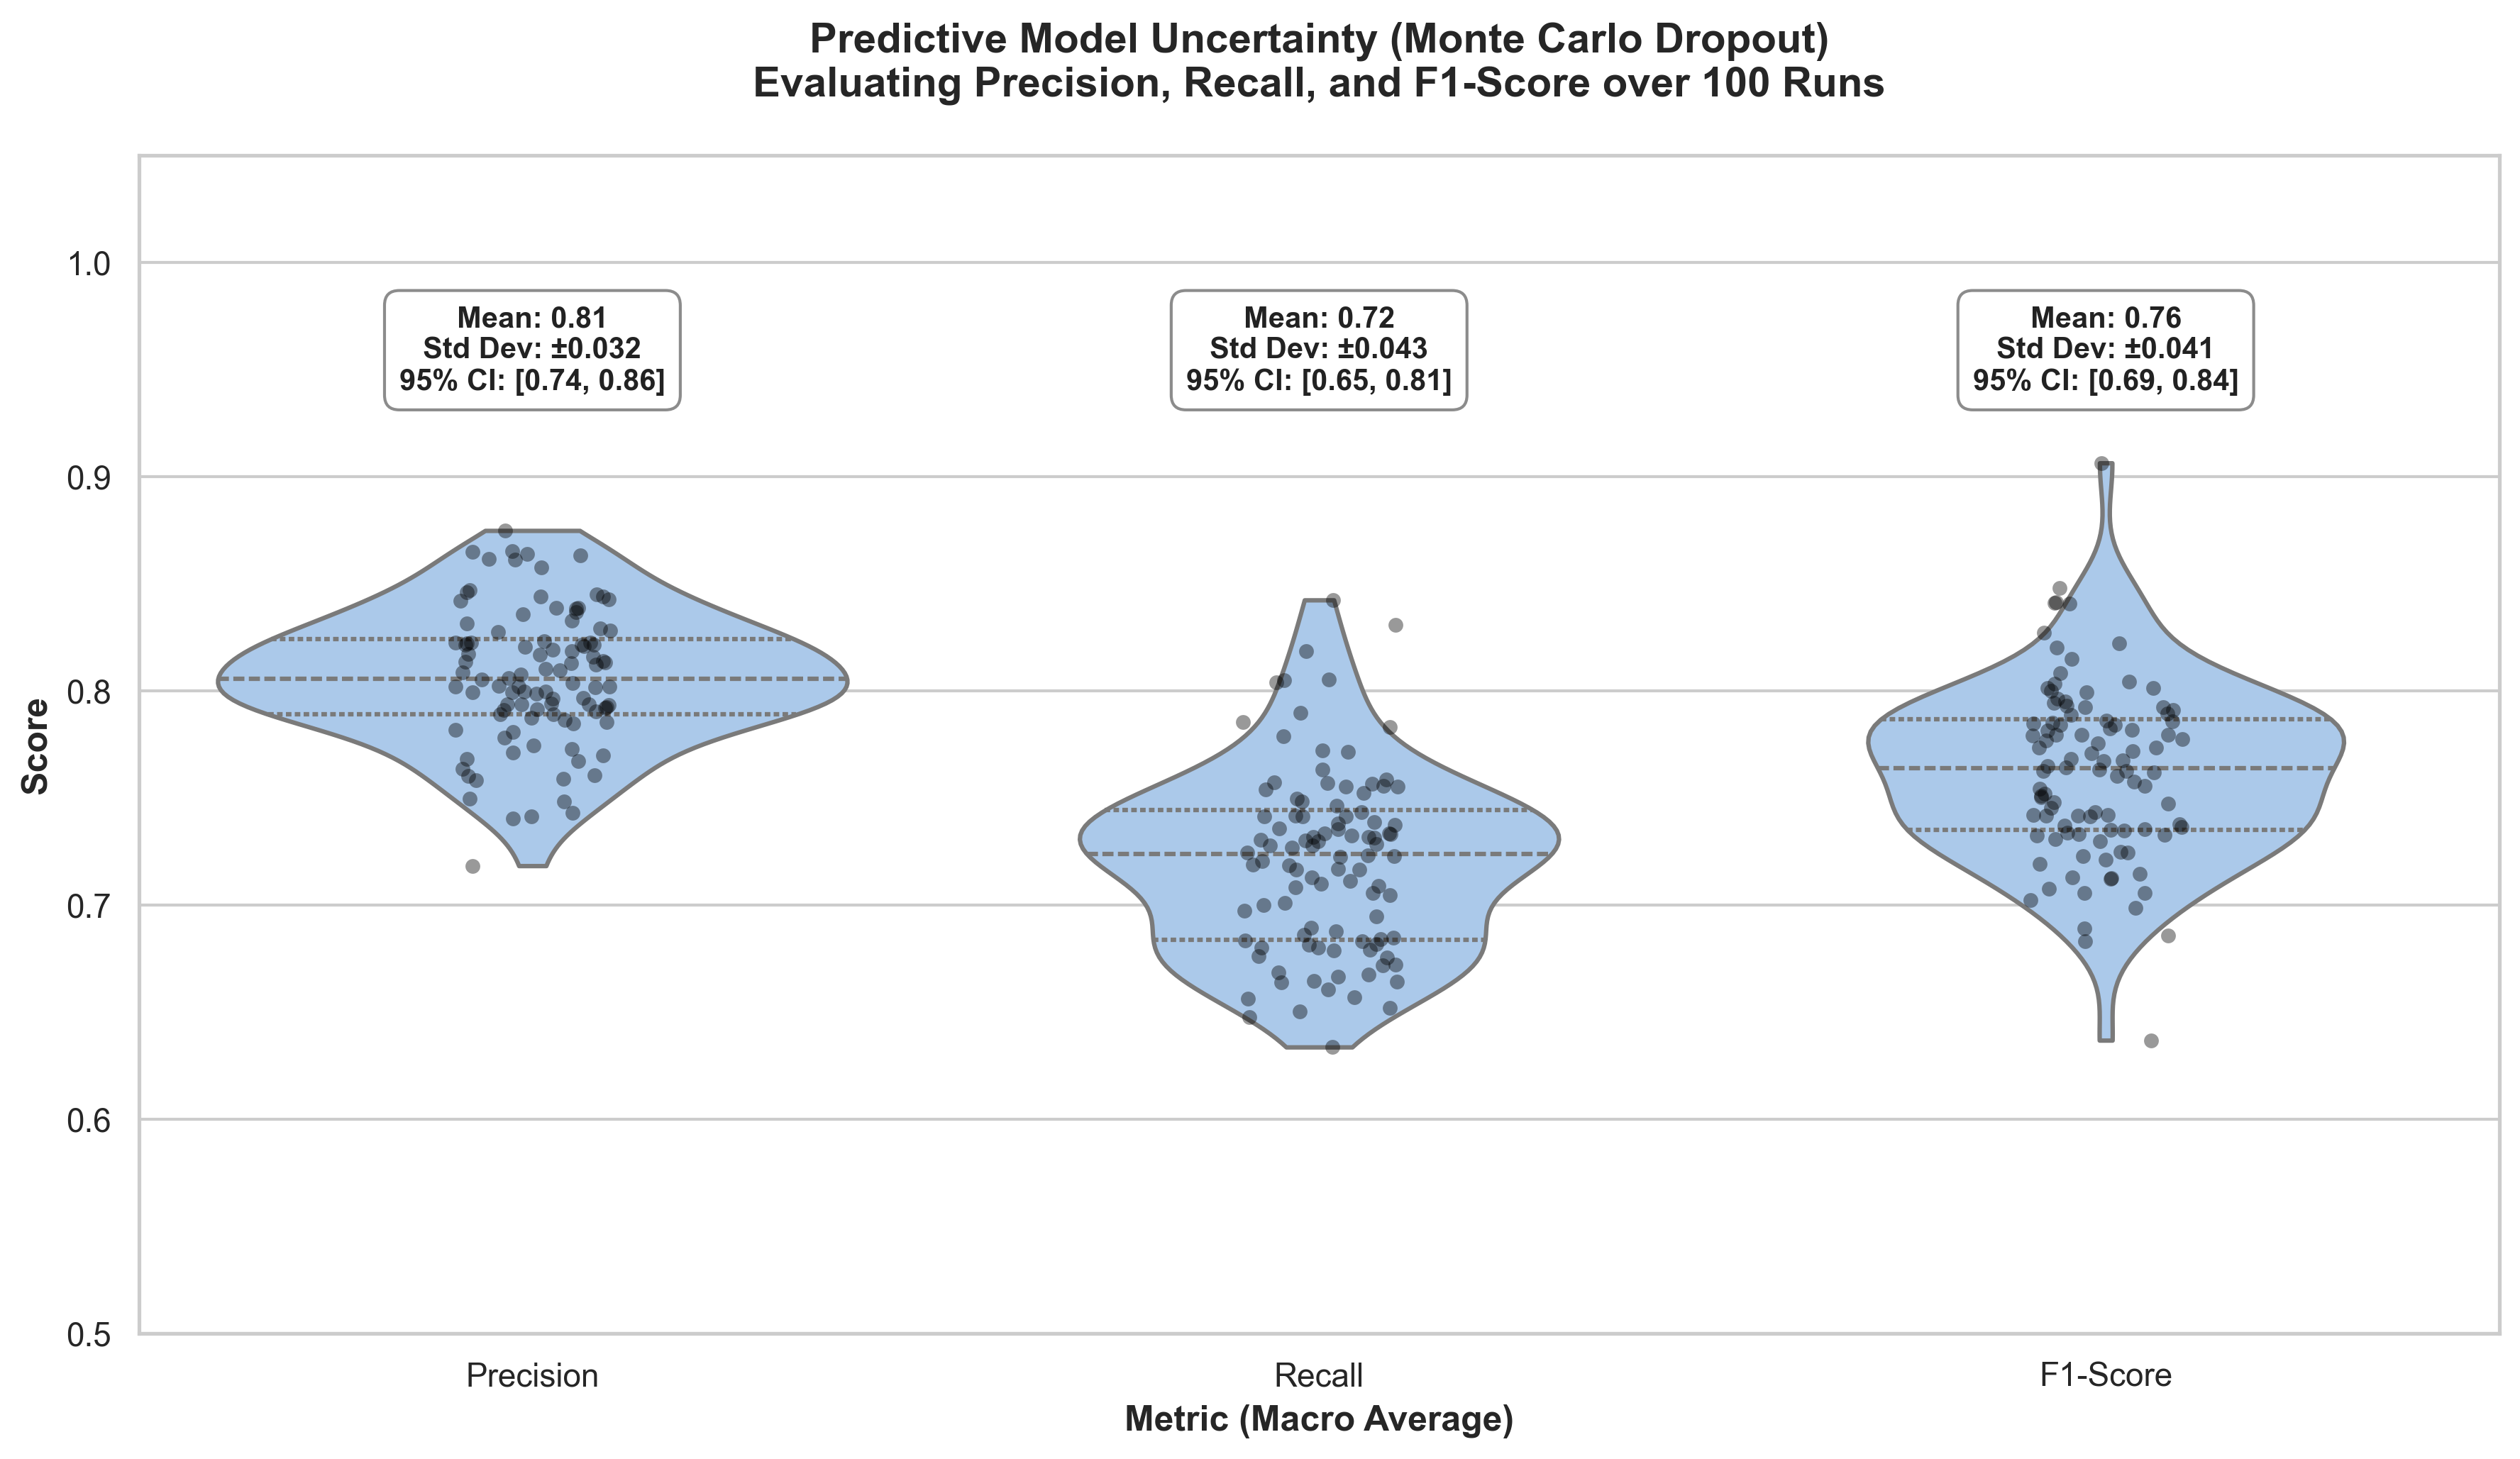 Predictive Model Uncertainty (Monte Carlo Dropout)
Evaluating Precision, Recall, and F1-Score over 100 Runs
Mean: 0.81
Std Dev: ±0.032
95% CI: [0.74, 0.86]
Mean: 0.72
Std Dev: ±0.043
95% CI: [0.65, 0.81]
Mean: 0.76
Std Dev: ±0.041
95% CI: [0.69, 0.84]
Score
1.0
0.9
0.8
0.7
0.6
0.5
Precision
Recall
F1-Score
Metric (Macro Average)